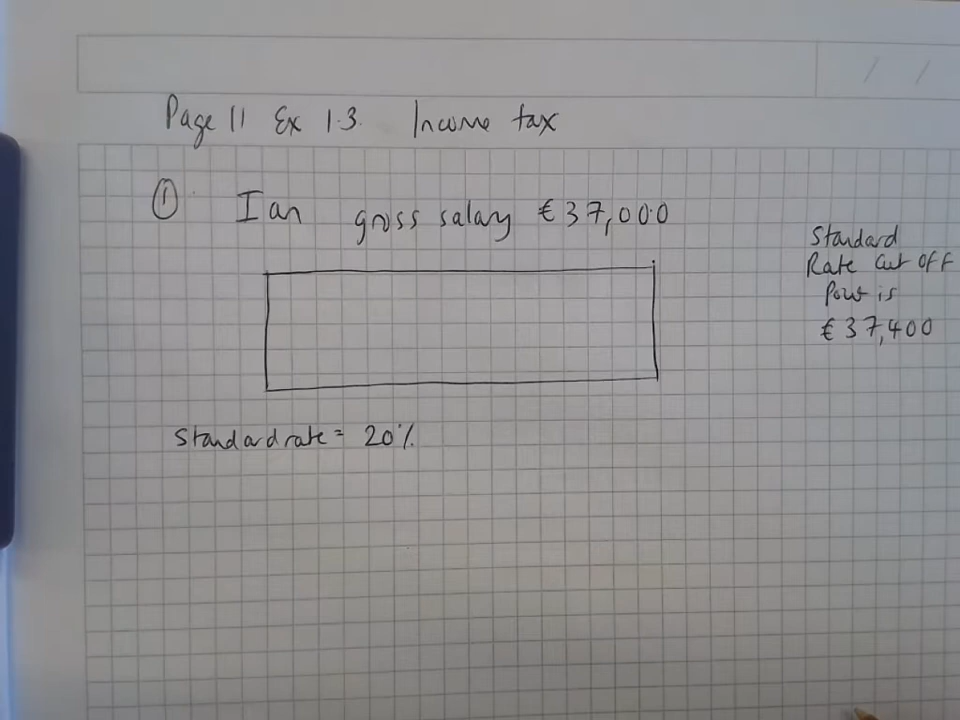 Page 11 Ex 1.3. Income tax
① Ian gross salary €37,000
Standard
Rate Cut OFF
Point is
€37,400
Standard rate = 20%